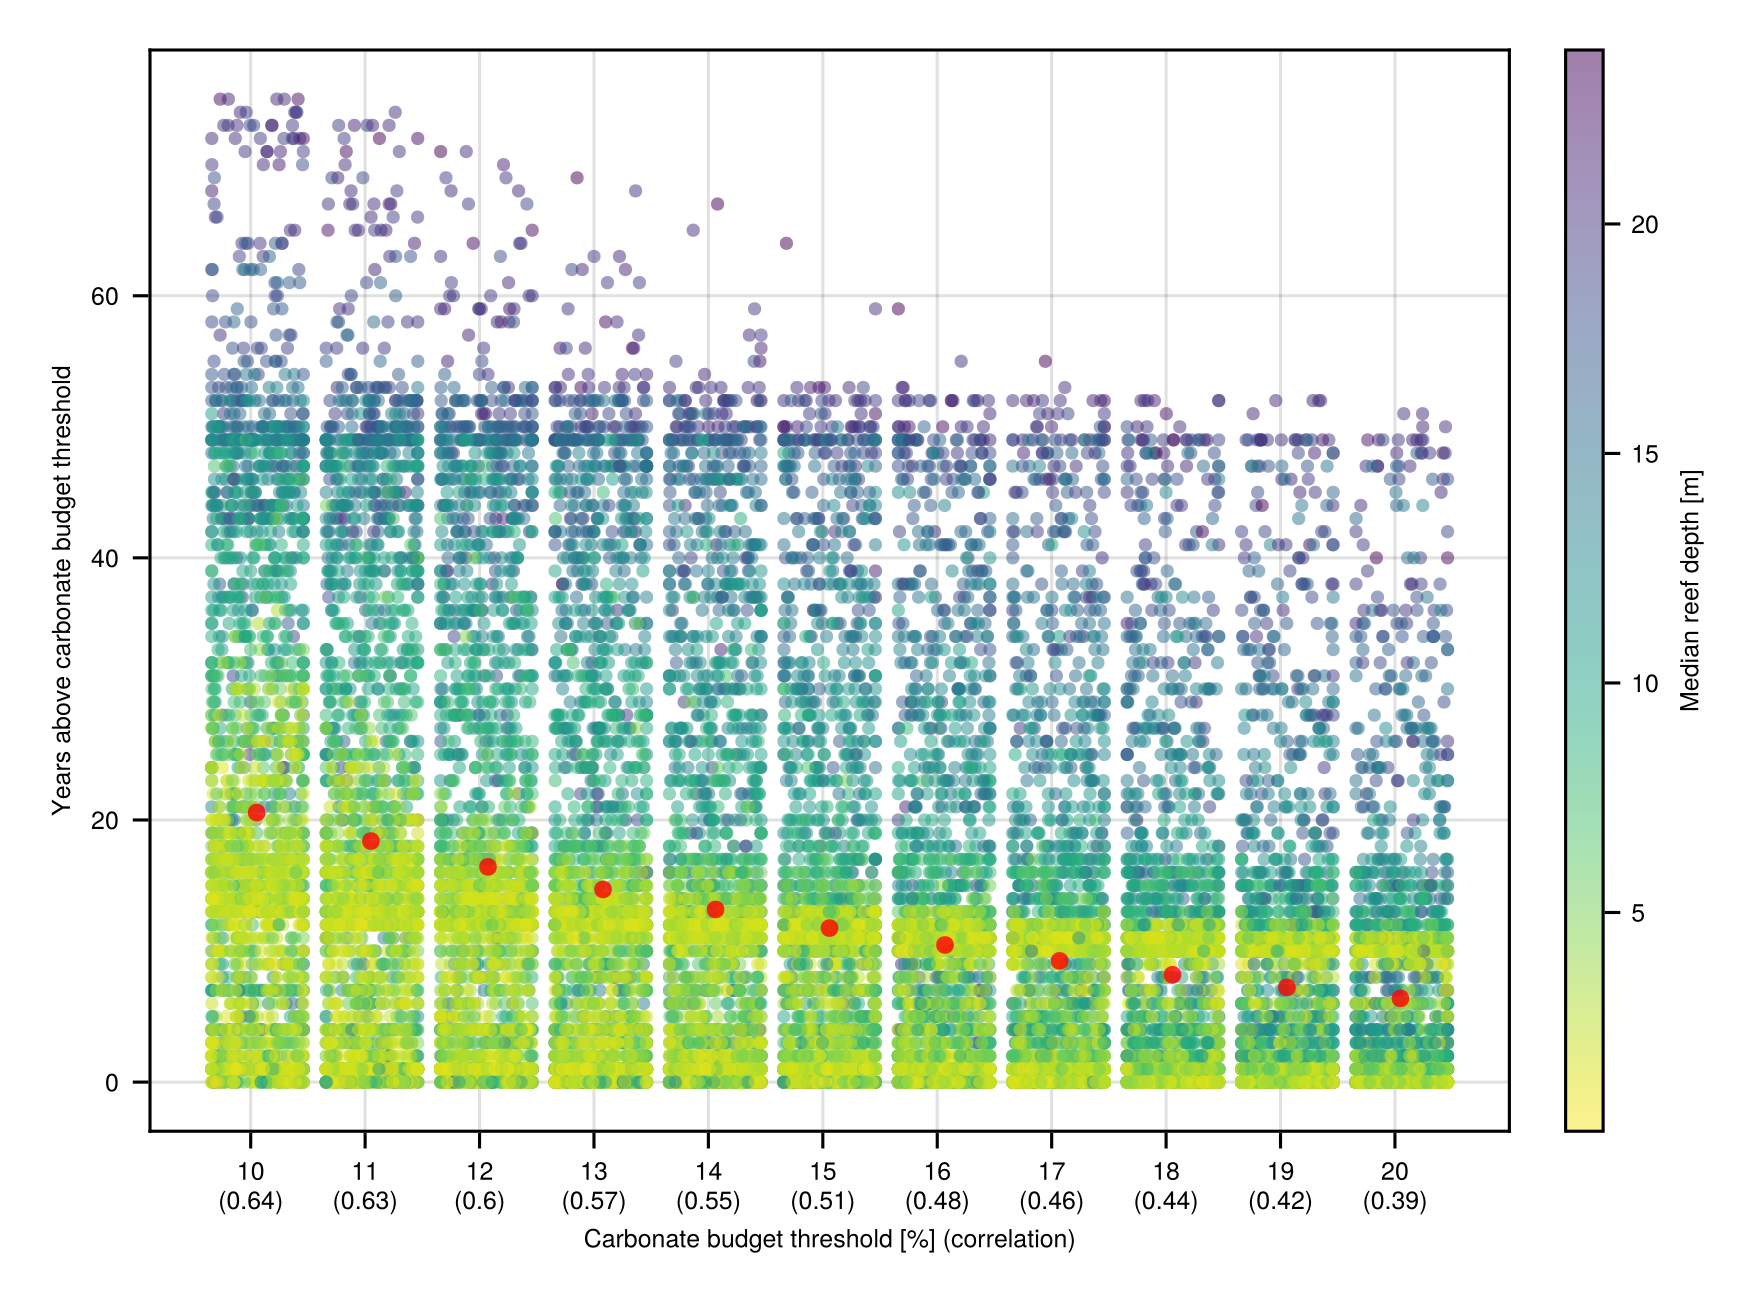 60
40
20
0
Years above carbonate budget threshold
10 11 12 13 14 15 16 17 18 19 20
(0.64) (0.63) (0.6) (0.57) (0.55) (0.51) (0.48) (0.46) (0.44) (0.42) (0.39)
Carbonate budget threshold [%] (correlation)
20
15
10
5
Median reef depth [m]